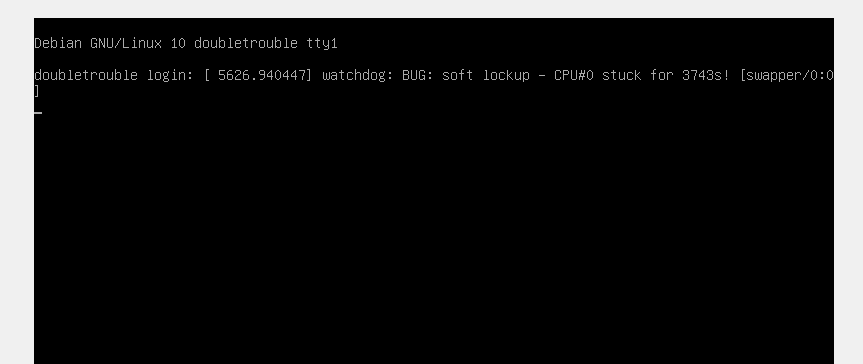 Debian GNU/Linux 10 doubletrouble tty1
doubletrouble login: [ 5626.940447] watchdog: BUG: soft lockup - CPU#0 stuck for 3743s! [swapper/0:0
]